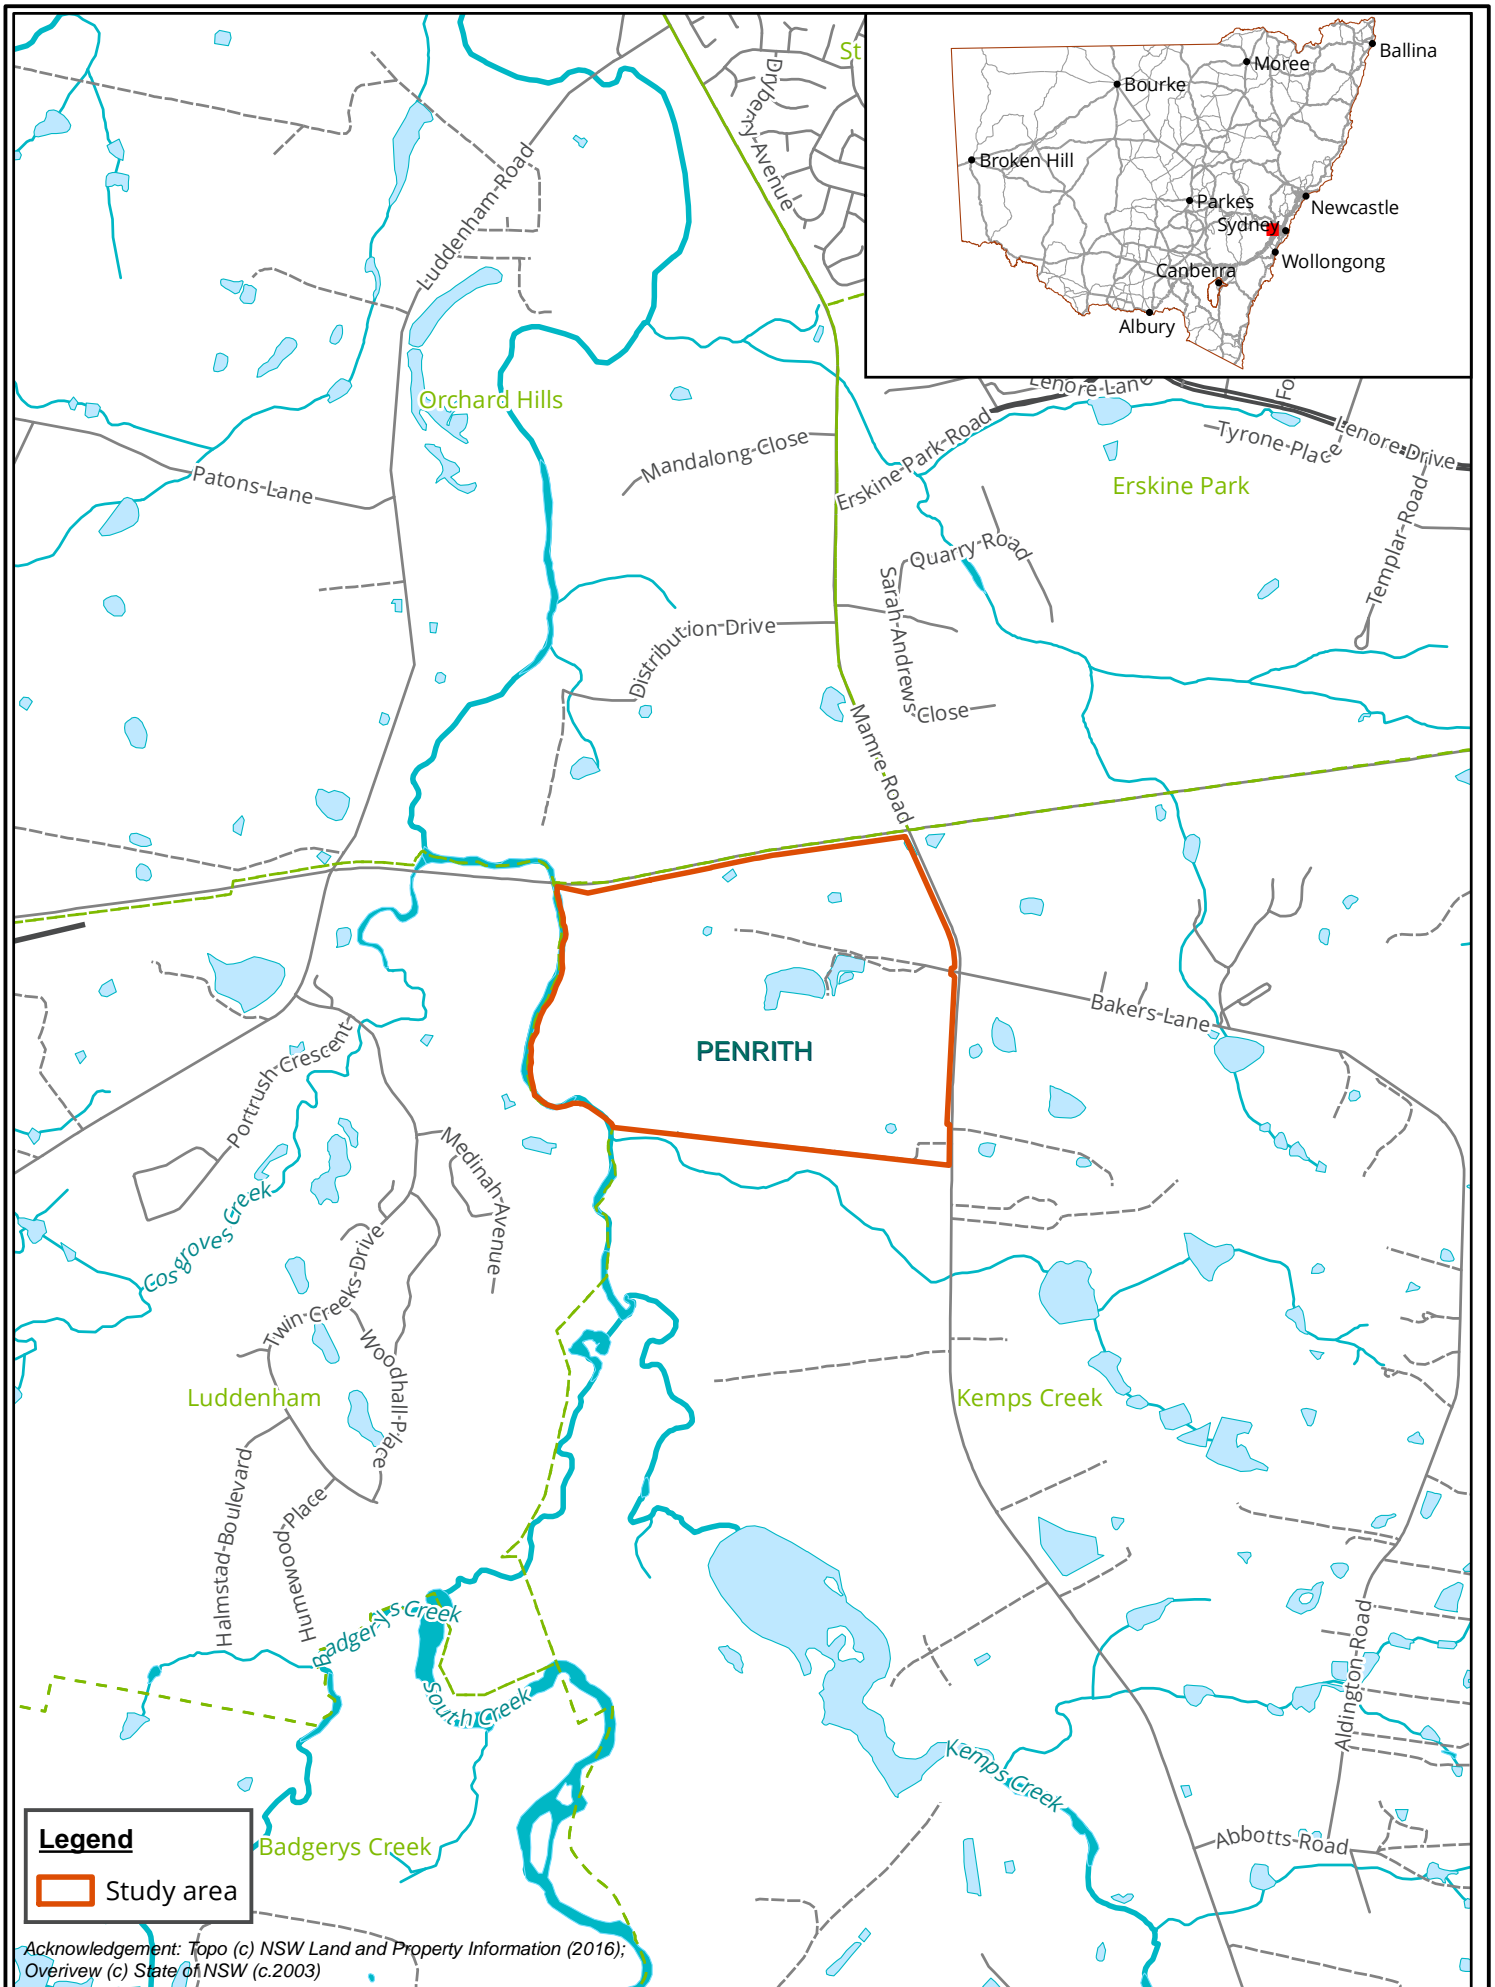 St
Dryberry Avenue
Ballina
Moree
Bourke
Broken Hill
Parkes
Newcastle
Sydney
Wollongong
Canberra
Albury
Luddenham Road
Orchard Hills
Lenore Lane
Fo
Lenore Drive
Tyrone Place
Mandalong Close
Erskine Park Road
Erskine Park
Patons Lane
Templar Road
Quarry Road
Sarah Andrews Close
Distribution Drive
Mamre Road
Bakers Lane
PENRITH
Portrush Crescent
Medinah Avenue
Cosgroves Creek
Twin Creeks Drive
Woodhall Place
Luddenham
Kemps Creek
Halmstad Boulevard
Humewood Place
Badgerys Creek
South Creek
Aldington Road
Kemps Creek
Abbotts Road
Badgerys Creek
Legend
Study area
Acknowledgement: Topo (c) NSW Land and Property Information (2016);
Overivew (c) State of NSW (c.2003)